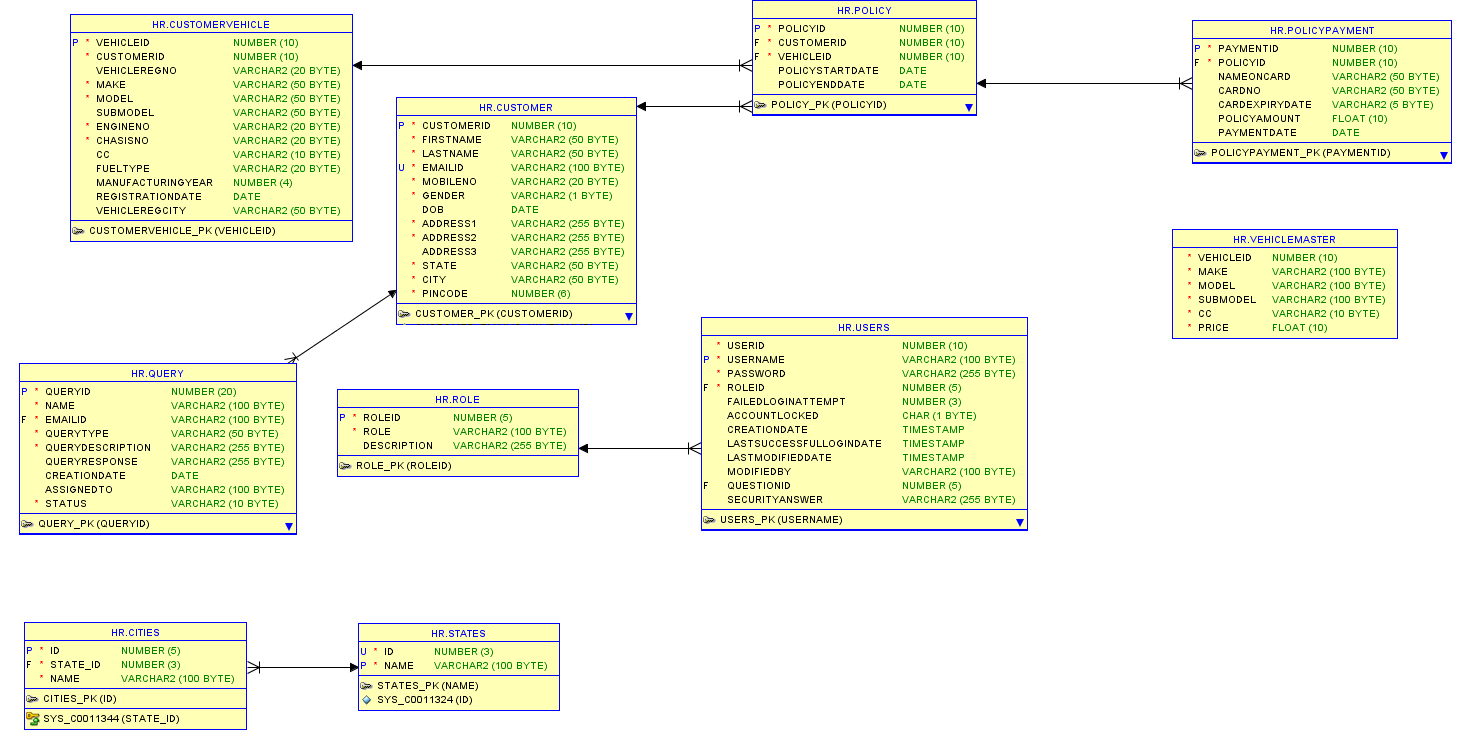 HR.CUSTOMERVEHICLE
P * VEHICLEID NUMBER (10)
* CUSTOMERID NUMBER (10)
VEHICLEREGNO VARCHAR2 (20 BYTE)
* MAKE VARCHAR2 (50 BYTE)
* MODEL VARCHAR2 (50 BYTE)
SUBMODEL VARCHAR2 (50 BYTE)
* ENGINENO VARCHAR2 (20 BYTE)
* CHASISNO VARCHAR2 (20 BYTE)
CC VARCHAR2 (10 BYTE)
FUELTYPE VARCHAR2 (20 BYTE)
MANUFACTURINGYEAR NUMBER (4)
REGISTRATIONDATE DATE
VEHICLEREGCITY VARCHAR2 (50 BYTE)
CUSTOMERVEHICLE_PK (VEHICLEID)
HR.POLICY
P * POLICYID NUMBER (10)
F * CUSTOMERID NUMBER (10)
F * VEHICLEID NUMBER (10)
POLICYSTARTDATE DATE
POLICYENDDATE DATE
POLICY_PK (POLICYID)
HR.POLICYPAYMENT
P * PAYMENTID NUMBER (10)
F * POLICYID NUMBER (10)
NAMEONCARD VARCHAR2 (50 BYTE)
CARDNO VARCHAR2 (50 BYTE)
CARDEXPIRYDATE VARCHAR2 (5 BYTE)
POLICYAMOUNT FLOAT (10)
PAYMENTDATE DATE
POLICYPAYMENT_PK (PAYMENTID)
HR.CUSTOMER
P * CUSTOMERID NUMBER (10)
* FIRSTNAME VARCHAR2 (50 BYTE)
* LASTNAME VARCHAR2 (50 BYTE)
U * EMAILID VARCHAR2 (100 BYTE)
* MOBILENO VARCHAR2 (20 BYTE)
* GENDER VARCHAR2 (1 BYTE)
DOB DATE
* ADDRESS1 VARCHAR2 (255 BYTE)
* ADDRESS2 VARCHAR2 (255 BYTE)
ADDRESS3 VARCHAR2 (255 BYTE)
* STATE VARCHAR2 (50 BYTE)
* CITY VARCHAR2 (50 BYTE)
* PINCODE NUMBER (6)
CUSTOMER_PK (CUSTOMERID)
HR.VEHICLEMASTER
* VEHICLEID NUMBER (10)
* MAKE VARCHAR2 (100 BYTE)
* MODEL VARCHAR2 (100 BYTE)
* SUBMODEL VARCHAR2 (100 BYTE)
* CC VARCHAR2 (10 BYTE)
* PRICE FLOAT (10)
HR.QUERY
P * QUERYID NUMBER (20)
* NAME VARCHAR2 (100 BYTE)
F * EMAILID VARCHAR2 (100 BYTE)
* QUERYTYPE VARCHAR2 (50 BYTE)
* QUERYDESCRIPTION VARCHAR2 (255 BYTE)
QUERYRESPONSE VARCHAR2 (255 BYTE)
CREATIONDATE DATE
ASSIGNEDTO VARCHAR2 (100 BYTE)
* STATUS VARCHAR2 (10 BYTE)
QUERY_PK (QUERYID)
HR.ROLE
P * ROLEID NUMBER (5)
* ROLE VARCHAR2 (100 BYTE)
DESCRIPTION VARCHAR2 (255 BYTE)
ROLE_PK (ROLEID)
HR.USERS
* USERID NUMBER (10)
P * USERNAME VARCHAR2 (100 BYTE)
* PASSWORD VARCHAR2 (255 BYTE)
F * ROLEID NUMBER (5)
FAILEDLOGINATTEMPT NUMBER (3)
ACCOUNTLOCKED CHAR (1 BYTE)
CREATIONDATE TIMESTAMP
LASTSUCCESSFULLOGINDATE TIMESTAMP
LASTMODIFIEDDATE TIMESTAMP
MODIFIEDBY VARCHAR2 (100 BYTE)
F QUESTIONID NUMBER (5)
SECURITYANSWER VARCHAR2 (255 BYTE)
USERS_PK (USERNAME)
HR.CITIES
P * ID NUMBER (5)
F * STATE_ID NUMBER (3)
* NAME VARCHAR2 (100 BYTE)
CITIES_PK (ID)
SYS_C0011344 (STATE_ID)
HR.STATES
U * ID NUMBER (3)
P * NAME VARCHAR2 (100 BYTE)
STATES_PK (NAME)
SYS_C0011324 (ID)